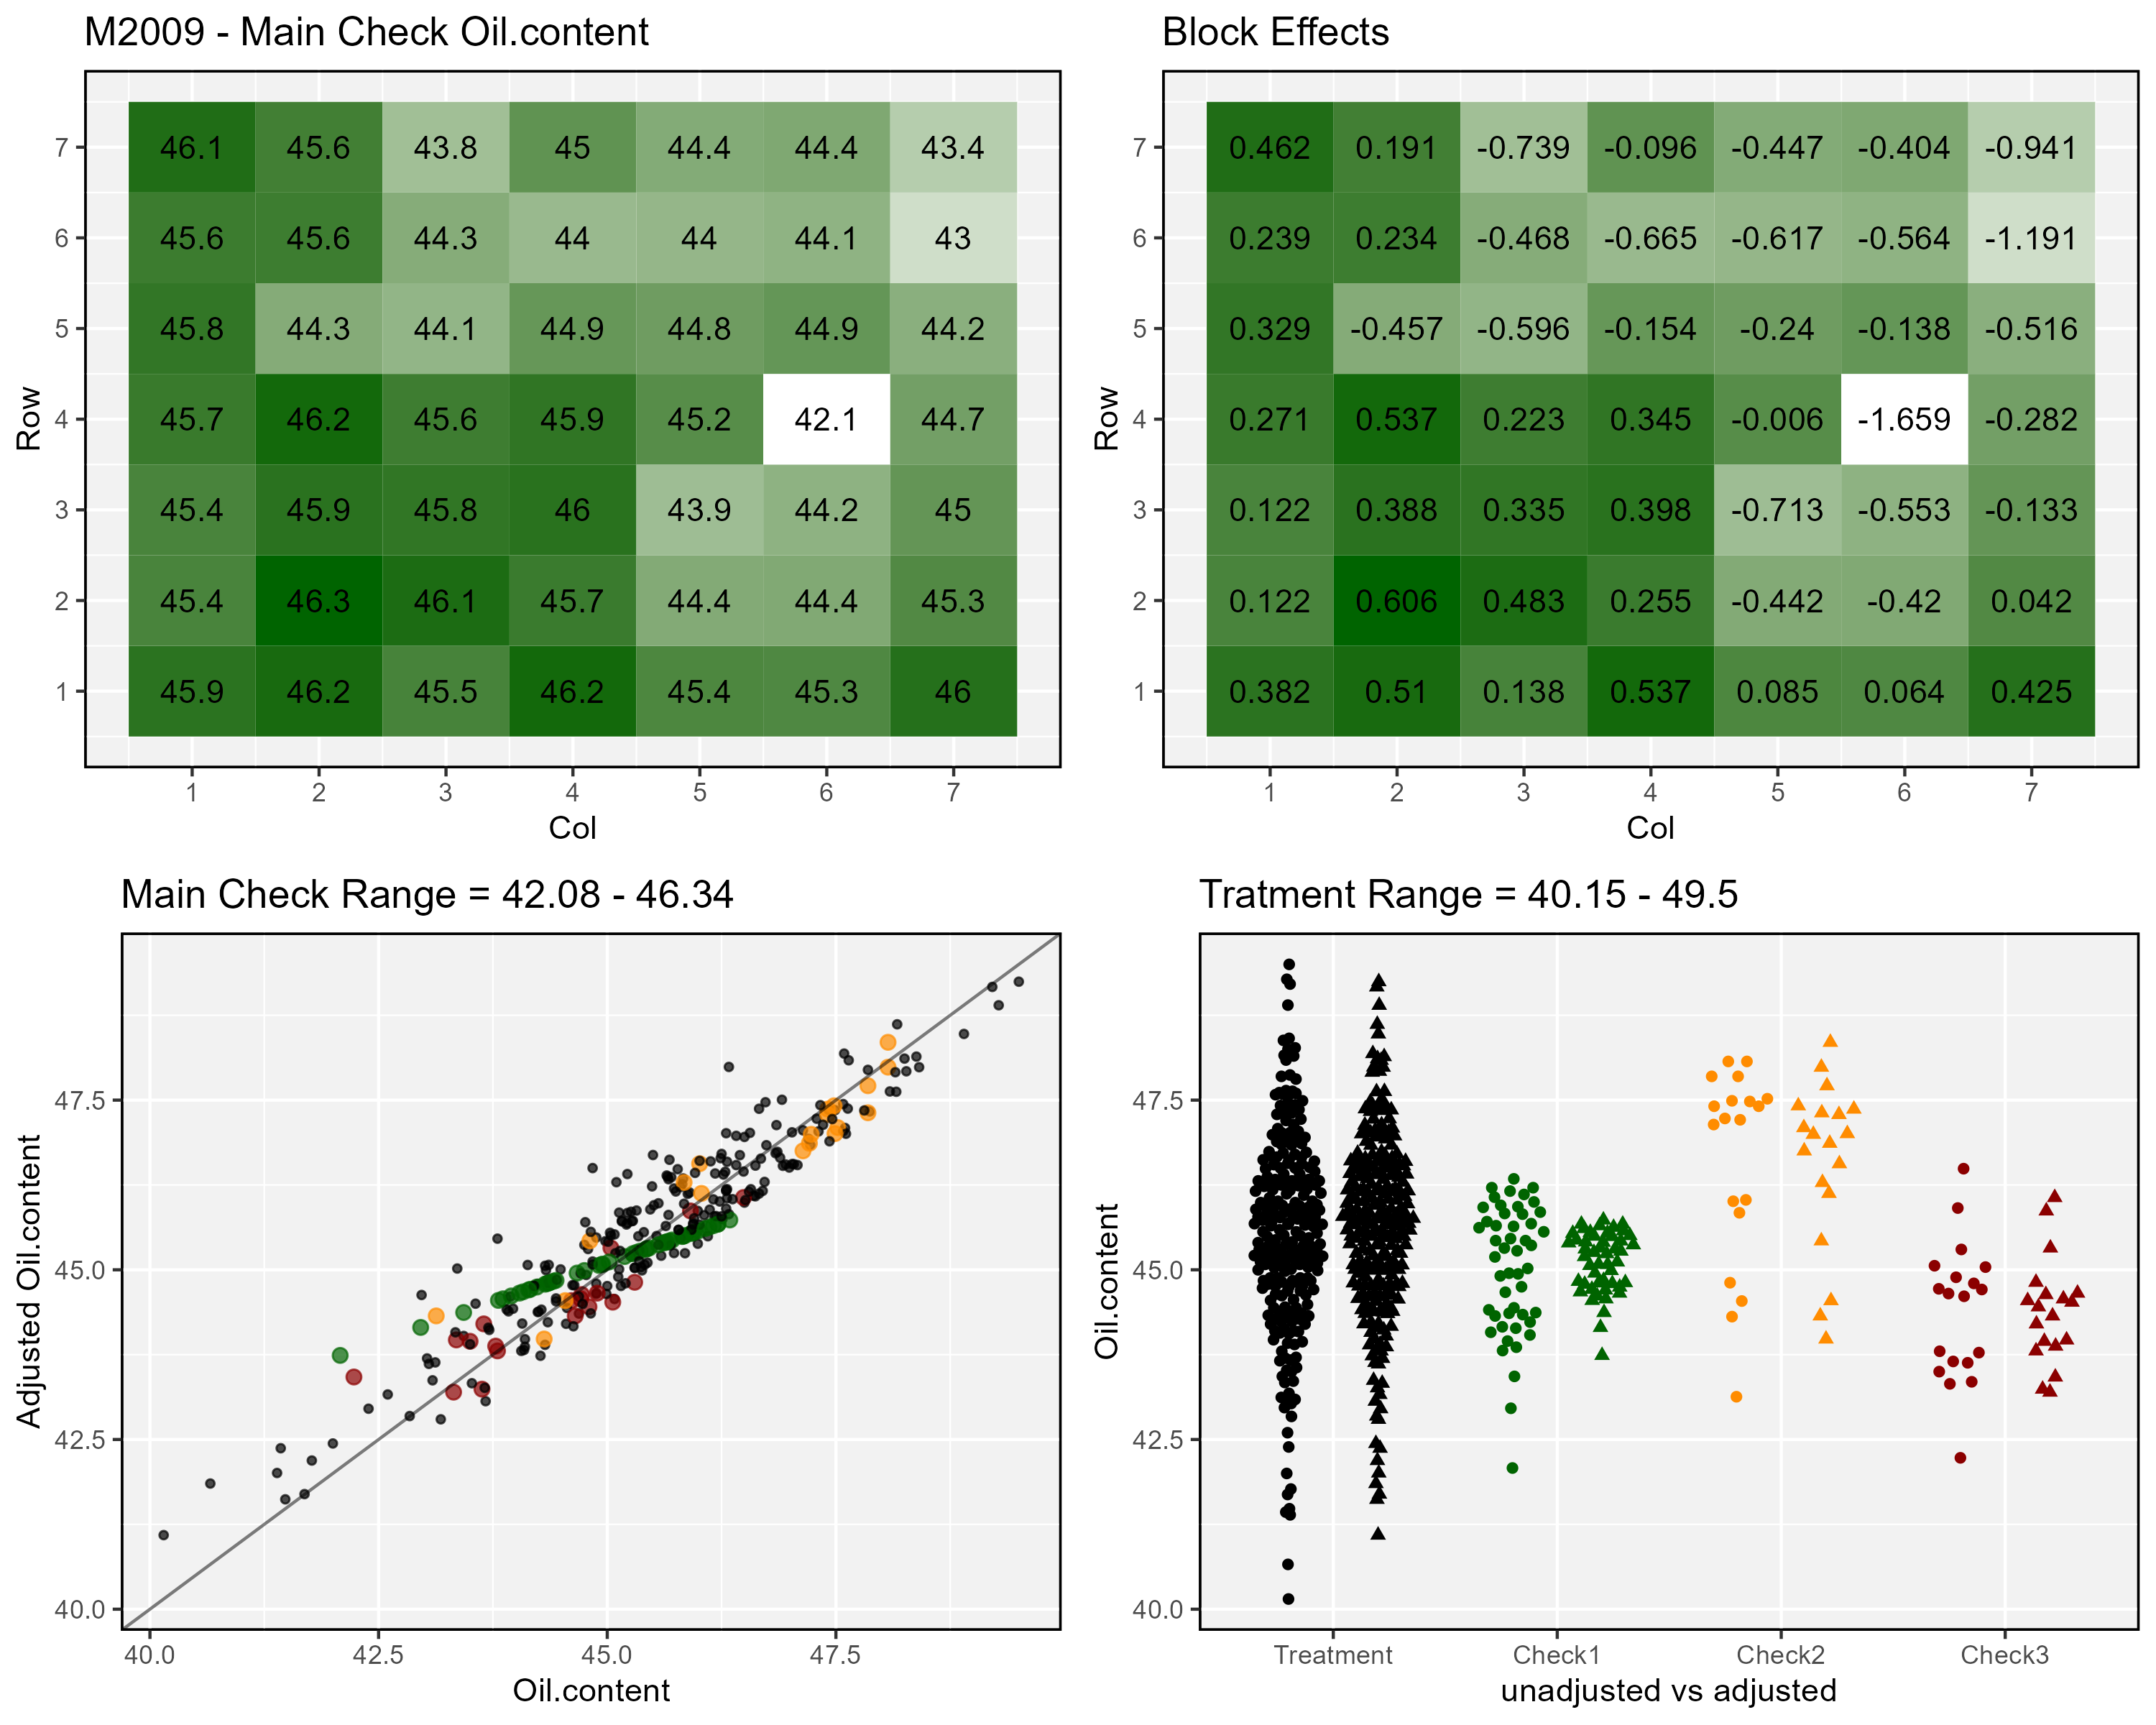 M2009 - Main Check Oil.content
Row
7 46.1 45.6 43.8 45 44.4 44.4 43.4
6 45.6 45.6 44.3 44 44 44.1 43
5 45.8 44.3 44.1 44.9 44.8 44.9 44.2
4 45.7 46.2 45.6 45.9 45.2 42.1 44.7
3 45.4 45.9 45.8 46 43.9 44.2 45
2 45.4 46.3 46.1 45.7 44.4 44.4 45.3
1 45.9 46.2 45.5 46.2 45.4 45.3 46
1 2 3 4 5 6 7
Col
Block Effects
Row
7 0.462 0.191 -0.739 -0.096 -0.447 -0.404 -0.941
6 0.239 0.234 -0.468 -0.665 -0.617 -0.564 -1.191
5 0.329 -0.457 -0.596 -0.154 -0.24 -0.138 -0.516
4 0.271 0.537 0.223 0.345 -0.006 -1.659 -0.282
3 0.122 0.388 0.335 0.398 -0.713 -0.553 -0.133
2 0.122 0.606 0.483 0.255 -0.442 -0.42 0.042
1 0.382 0.51 0.138 0.537 0.085 0.064 0.425
1 2 3 4 5 6 7
Col
Main Check Range = 42.08 - 46.34
Adjusted Oil.content
47.5
45.0
42.5
40.0
40.0 42.5 45.0 47.5
Oil.content
Tratment Range = 40.15 - 49.5
Oil.content
47.5
45.0
42.5
40.0
Treatment Check1 Check2 Check3
unadjusted vs adjusted